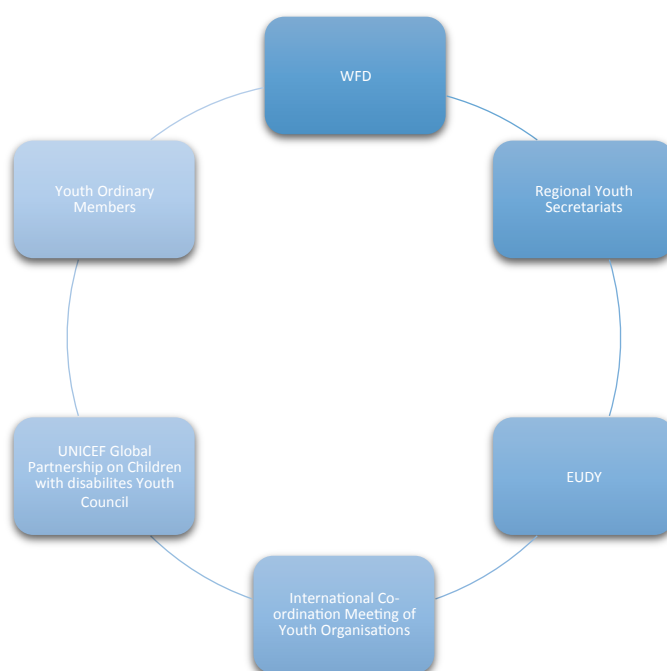 WFD
Regional Youth
Secretariats
EUDY
International Co-
ordination Meeting of
Youth Organisations
UNICEF Global
Partnership on Children
with disabilites Youth
Council
Youth Ordinary
Members